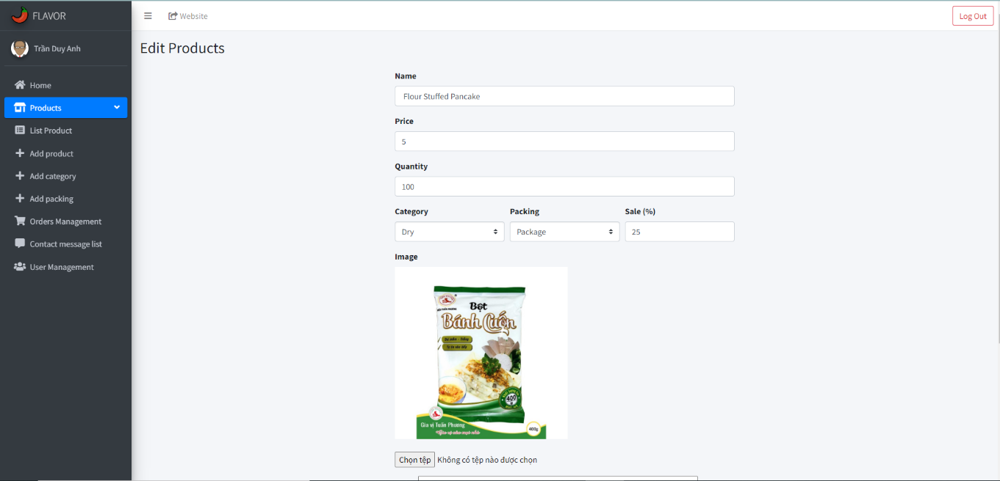 FLAVOR
Website
Log Out
Trần Duy Anh
Home
Products
List Product
Add product
Add category
Add packing
Orders Management
Contact message list
User Management
Edit Products
Name
Flour Stuffed Pancake
Price
5
Quantity
100
Category
Packing
Sale (%)
Dry
Package
25
Image
Bột
Bánh Cuốn
400
Gia vị Tuấn Phương
400g
Chọn tệp Không có tệp nào được chọn